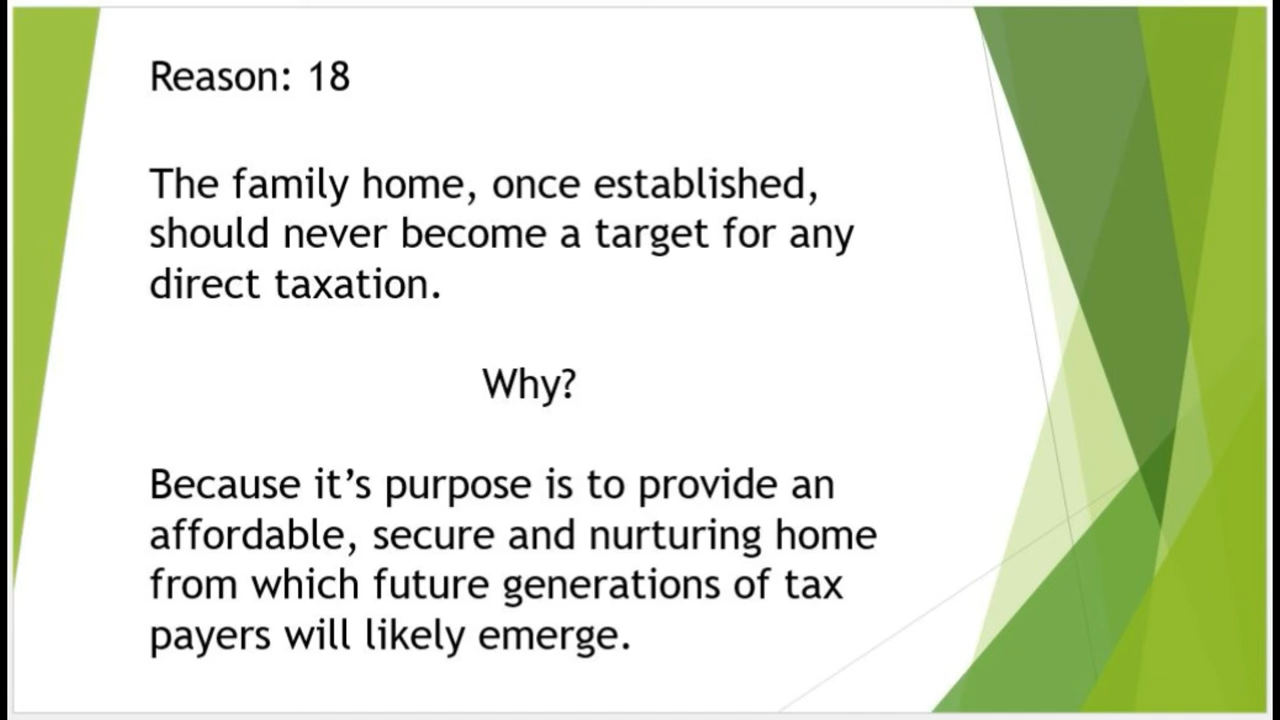 Reason: 18
The family home, once established,
should never become a target for any
direct taxation.
Why?
Because it’s purpose is to provide an
affordable, secure and nurturing home
from which future generations of tax
payers will likely emerge.